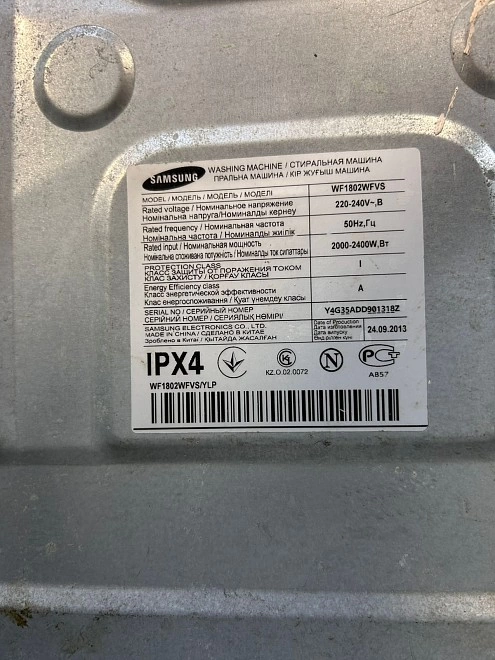 SAMSUNG
WASHING MACHINE / СТИРАЛЬНАЯ МАШИНА
ПРАЛЬНА МАШИНА / КІР ЖУҒЫШ МАШИНА
MODEL / МОДЕЛЬ / МОДЕЛЬ / МОДЕЛІ WF1802WFVS
Rated voltage / Номинальное напряжение
Номінальна напруга/Номиналды кернеу
220-240V~,В
Rated frequency / Номинальная частота
Номінальна частота / Номиналды жиілік
50Hz,Гц
Rated input / Номинальная мощность
Номінальна споживана потужність / Номиналды ток сипаттары
2000-2400W,Вт
PROTECTION CLASS
КЛАСС ЗАЩИТЫ ОТ ПОРАЖЕНИЯ ТОКОМ
КЛАС ЗАХИСТУ / ҚОРҒАУ КЛАСЫ
I
Energy Efficiency class
Класс энергетической эффективности
Клас енергоспоживання / Қуат үнемдеу класы
A
SERIAL NO / СЕРИЙНЫЙ НОМЕР
СЕРІЙНИЙ НОМЕР / СЕРИЯЛЫҚ НӨМІРІ/
Y4G35ADD901318Z
SAMSUNG ELECTRONICS CO., LTD.
MADE IN CHINA / СДЕЛАНО В КИТАЕ
Зроблено в Китаї / ҚЫТАЙДА ЖАСАЛҒАН
Date of Production
Дата изготовления
Дата випуску
24.09.2013
IPX4
KZ.O.02.0072
N
АВ57
WF1802WFVS/YLP